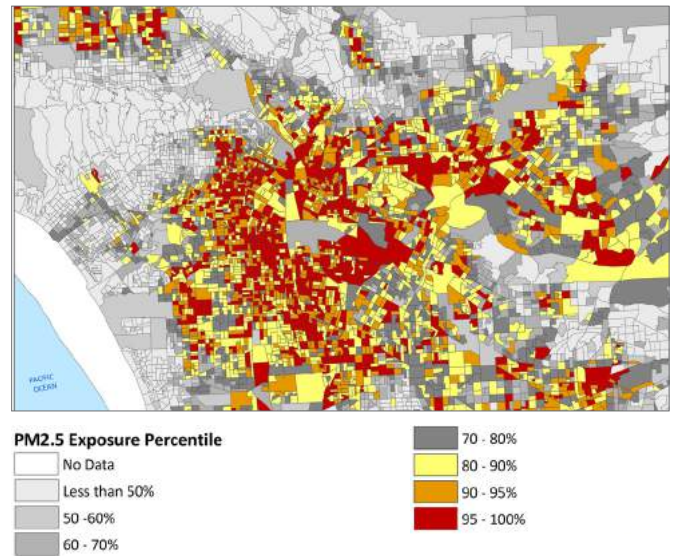 PACIFIC
OCEAN
PM2.5 Exposure Percentile
No Data
Less than 50%
50 -60%
60 - 70%
70 - 80%
80 - 90%
90 - 95%
95 - 100%